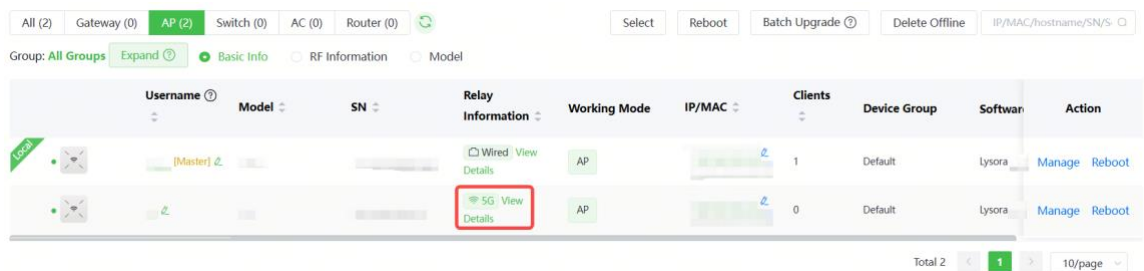 All (2) Gateway (0) AP (2) Switch (0) AC (0) Router (0) Select Reboot Batch Upgrade Delete Offline IP/MAC/hostname/SN/S
Group: All Groups Expand Basic Info RF Information Model
Username Model SN Relay Information Working Mode IP/MAC Clients Device Group Softwar Action
Local [Master] Wired View Details AP 1 Default Lysora Manage Reboot
5G View Details AP 0 Default Lysora Manage Reboot
Total 2 1 10/page